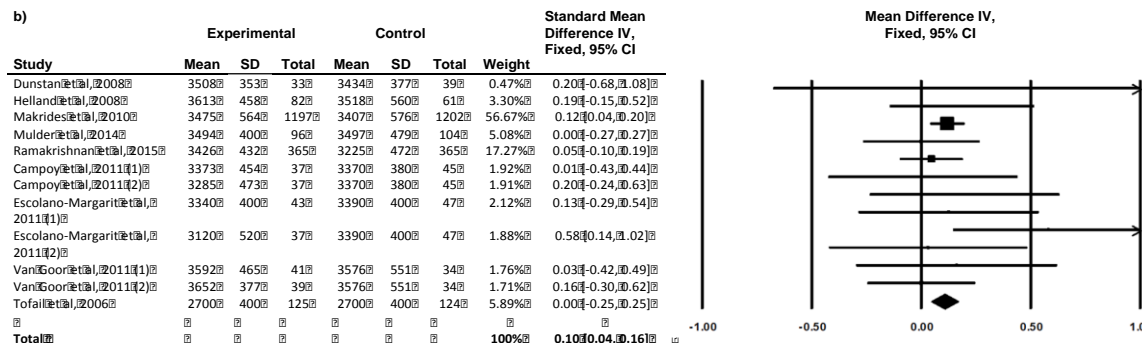 b)
Experimental Control Standard Mean Difference IV, Fixed, 95% CI Mean Difference IV, Fixed, 95% CI
Study Mean SD Total Mean SD Total Weight
Dunstan et al, 2008 3508 353 33 3434 377 39 0.47% 0.20 [-0.68, 1.08]
Helland et al, 2008 3613 458 82 3518 560 61 3.30% 0.19 [-0.15, 0.52]
Makrides et al, 2010 3475 564 1197 3407 576 1202 56.67% 0.12 [0.04, 0.20]
Mulder et al, 2014 3494 400 96 3497 479 104 5.08% 0.00 [-0.27, 0.27]
Ramakrishnan et al, 2015 3426 432 365 3225 472 365 17.27% 0.05 [-0.10, 0.19]
Campoy et al, 2011 (1) 3373 454 37 3370 380 45 1.92% 0.01 [-0.43, 0.44]
Campoy et al, 2011 (2) 3285 473 37 3370 380 45 1.91% 0.20 [-0.24, 0.63]
Escolano-Margarit et al, 3340 400 43 3390 400 47 2.12% 0.13 [-0.29, 0.54]
2011 (1)
Escolano-Margarit et al, 3120 520 37 3390 400 47 1.88% 0.58 [0.14, 1.02]
2011 (2)
Van Goor et al, 2011 (1) 3592 465 41 3576 551 34 1.76% 0.03 [-0.42, 0.49]
Van Goor et al, 2011 (2) 3652 377 39 3576 551 34 1.71% 0.16 [-0.30, 0.62]
Tofail et al, 2006 2700 400 125 2700 400 124 5.89% 0.00 [-0.25, 0.25]
Total 100% 0.10 [0.04, 0.16]
-1.00 -0.50 0.00 0.50 1.0